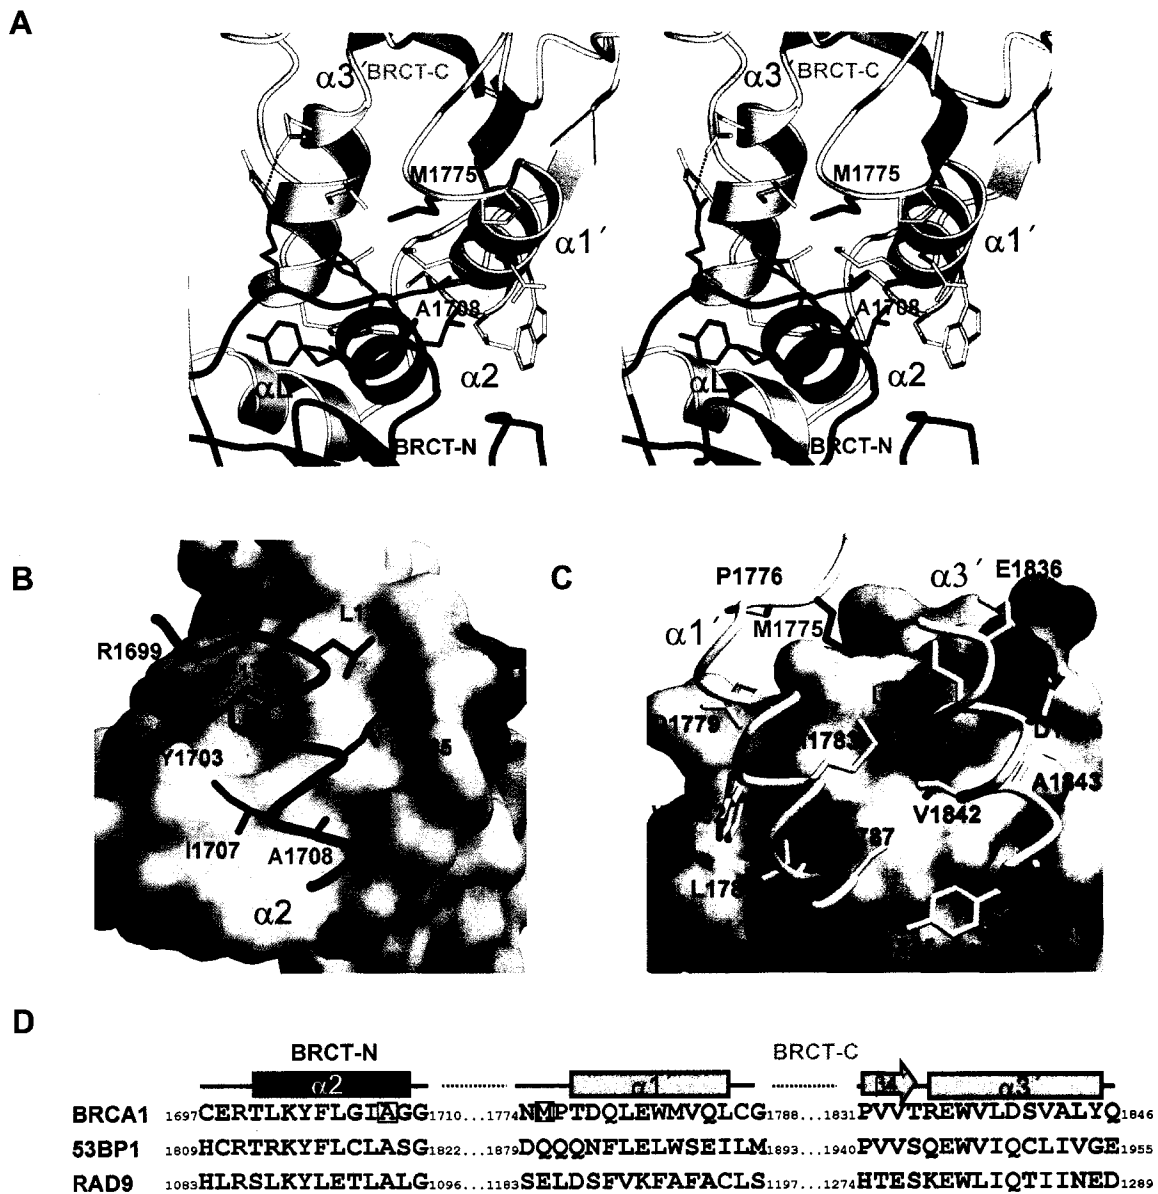 A
α3´ BRCT-C
M1775
α1´
A1708
α2
αL
BRCT-N
α3´ BRCT-C
M1775
α1´
A1708
α2
αL
BRCT-N
B
R1699
Y1703
I1707
A1708
α2
C
P1776
α3´
E1836
α1´
M1775
A1843
V1842
D
BRCT-N
BRCT-C
α2
α1´
β4´
α3´
BRCA1 1697CERTLKYFLGIAGG1710...1774NMPTDQLEWMVQLCG1788...1831PVVTREWVLDSVALYQ1846
53BP1 1809HCRTRKYFLCLASG1822...1879DQQQNFLELWSEILM1893...1940PVVSQEWVIQCLIVGE1955
RAD9 1083HLRSLKYLETLALG1096...1183SELDSFVKFAFACLS1197...1274HTESKEWLIQTIINED1289